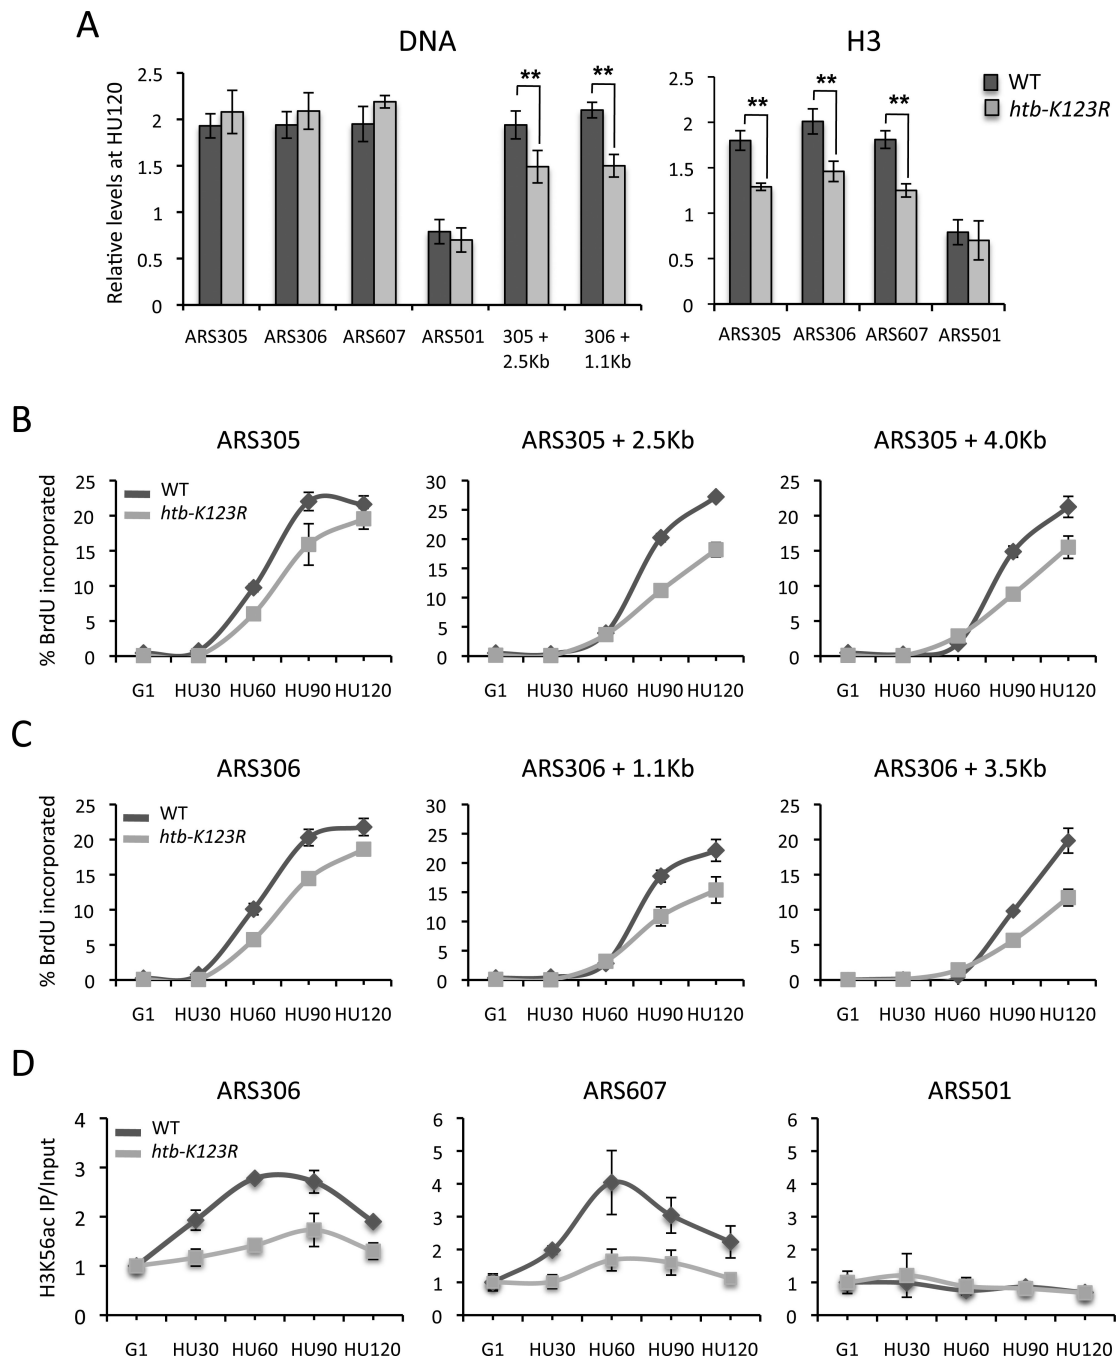 A
DNA
H3
WT
htb-K123R
Relative levels at HU120
2.5
2
1.5
1
0.5
0
** **
ARS305 ARS306 ARS607 ARS501 305 + 2.5Kb 306 + 1.1Kb
2.5
2
1.5
1
0.5
0
** ** **
ARS305 ARS306 ARS607 ARS501
B
ARS305
% BrdU incorporated
25
20
15
10
5
0
WT
htb-K123R
G1 HU30 HU60 HU90 HU120
ARS305 + 2.5Kb
30
25
20
15
10
5
0
G1 HU30 HU60 HU90 HU120
ARS305 + 4.0Kb
25
20
15
10
5
0
G1 HU30 HU60 HU90 HU120
C
ARS306
% BrdU incorporated
25
20
15
10
5
0
WT
htb-K123R
G1 HU30 HU60 HU90 HU120
ARS306 + 1.1Kb
30
25
20
15
10
5
0
G1 HU30 HU60 HU90 HU120
ARS306 + 3.5Kb
25
20
15
10
5
0
G1 HU30 HU60 HU90 HU120
D
ARS306
H3K56ac IP/Input
4
3
2
1
0
WT
htb-K123R
G1 HU30 HU60 HU90 HU120
ARS607
6
5
4
3
2
1
0
G1 HU30 HU60 HU90 HU120
ARS501
6
5
4
3
2
1
0
G1 HU30 HU60 HU90 HU120